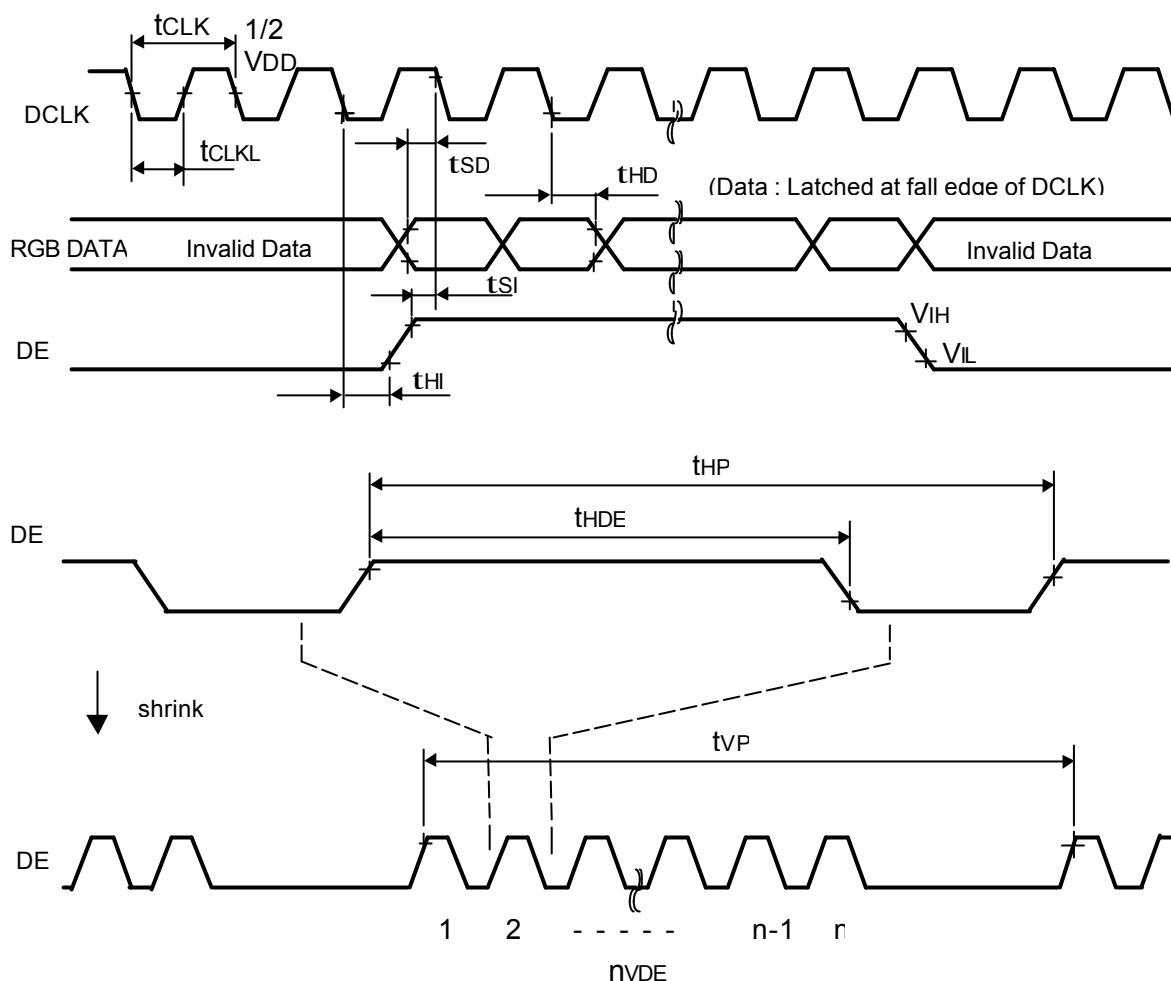 tCLK
1/2
VDD
DCLK
tCLKL
tSD
tHD
(Data : Latched at fall edge of DCLK)
RGB DATA
Invalid Data
Invalid Data
tSI
DE
VIH
VIL
tHI
tHP
tHDE
DE
shrink
tVP
DE
1 2 - - - - - n-1 n
nVDE